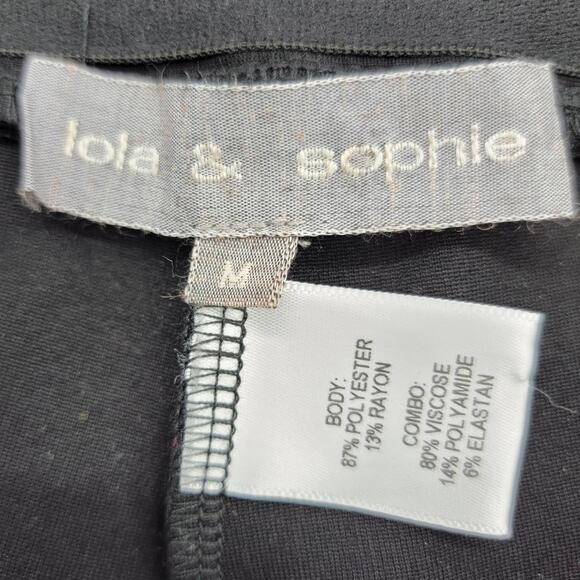 lola & sophie
M
BODY:
87% POLYESTER
13% RAYON
COMBO:
80% VISCOSE
14% POLYAMIDE
6% ELASTAN